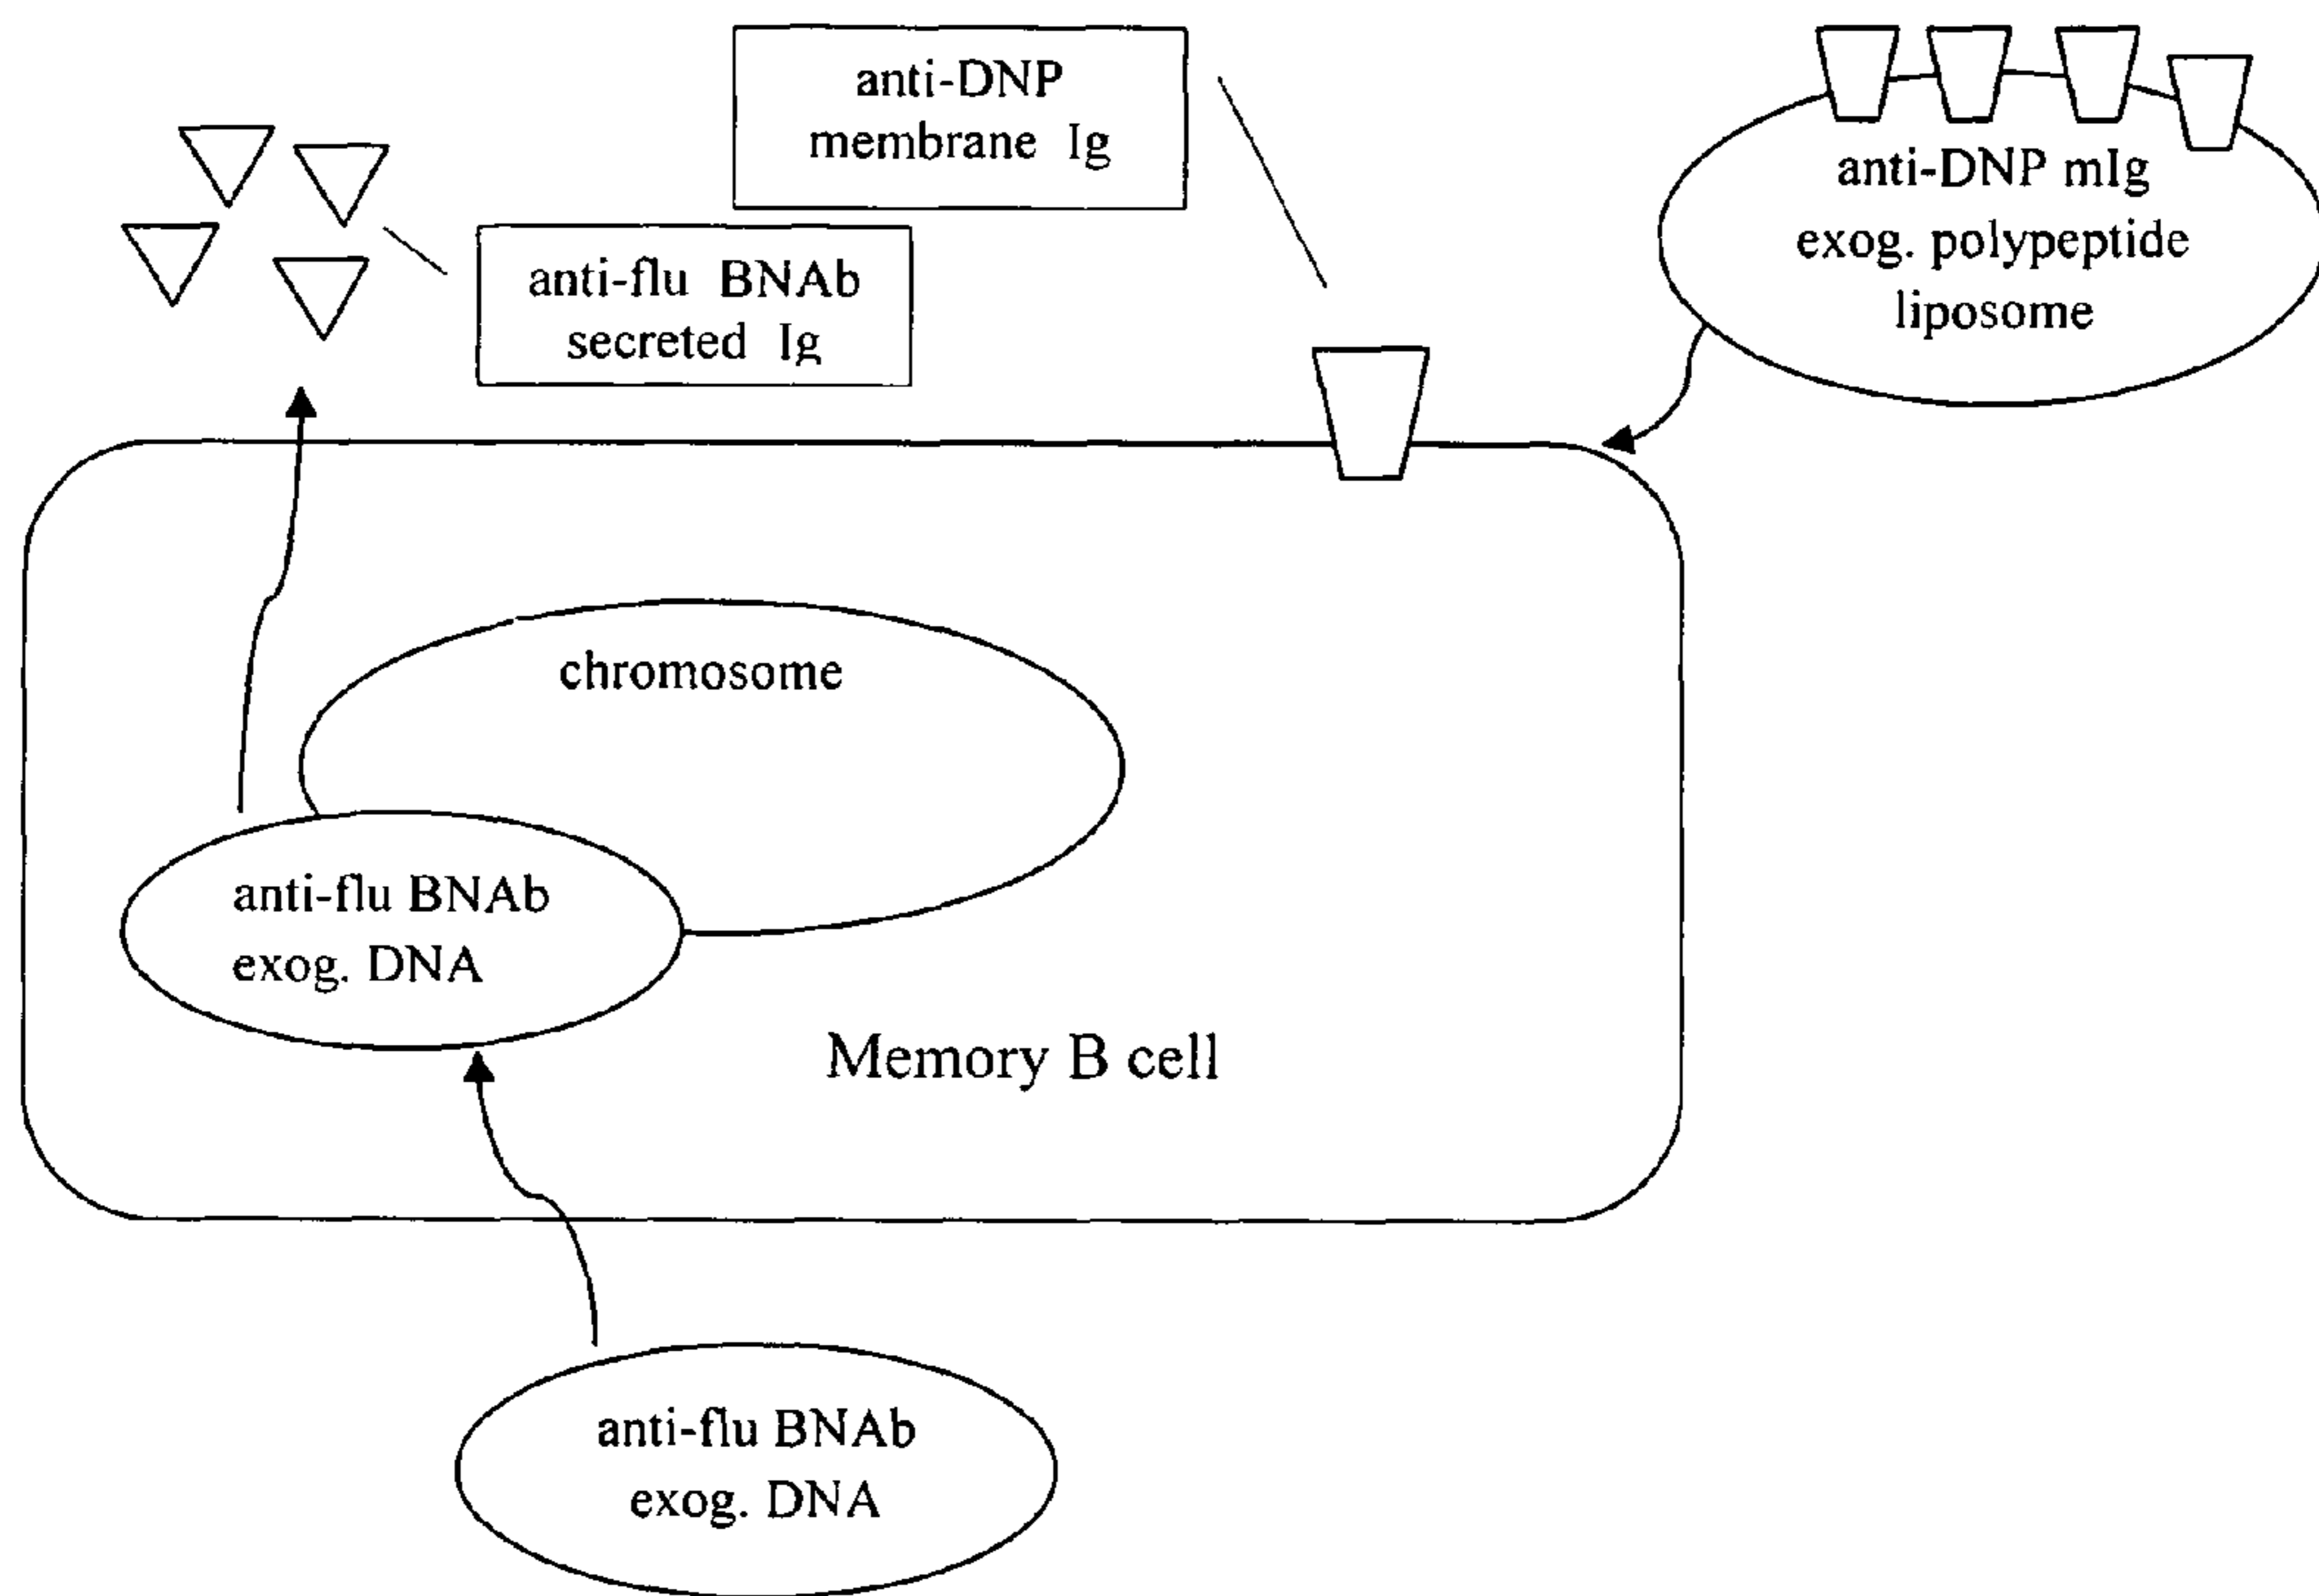 anti-DNP
membrane Ig
anti-DNP mIg
exog. polypeptide
liposome
anti-flu BNAb
secreted Ig
chromosome
anti-flu BNAb
exog. DNA
Memory B cell
anti-flu BNAb
exog. DNA